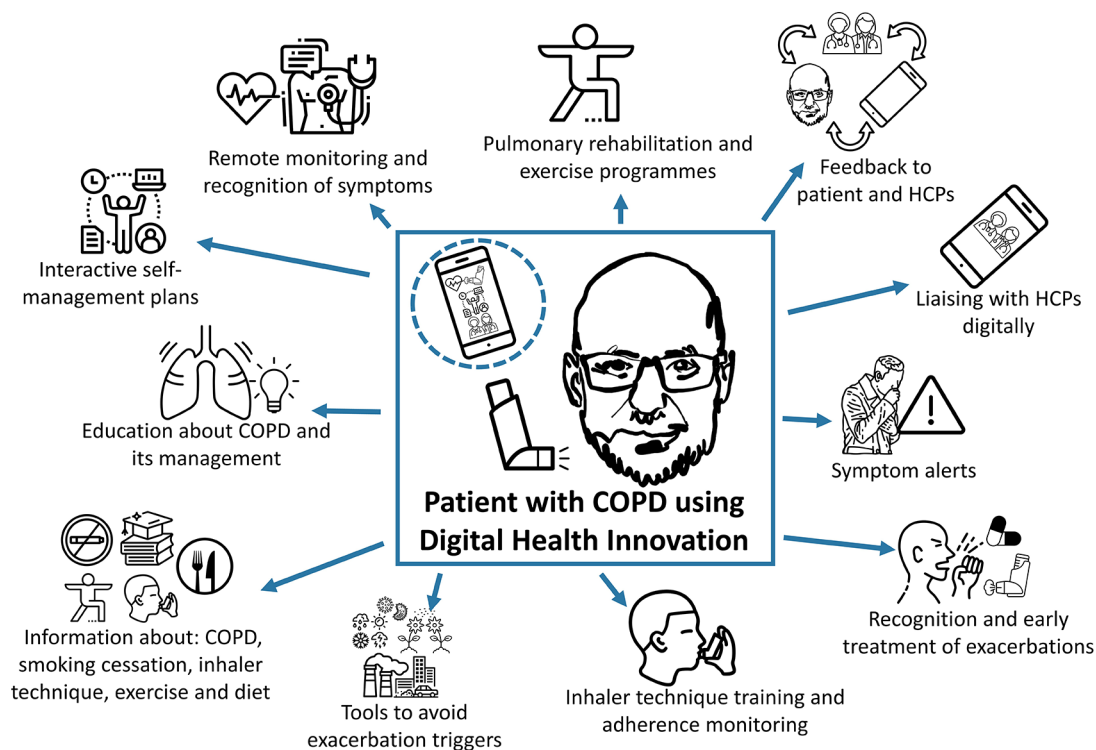 Remote monitoring and
recognition of symptoms
Pulmonary rehabilitation and
exercise programmes
Feedback to
patient and HCPs
Interactive self-
management plans
Liaising with HCPs
digitally
Education about COPD and
its management
Symptom alerts
Patient with COPD using
Digital Health Innovation
Information about: COPD,
smoking cessation, inhaler
technique, exercise and diet
Tools to avoid
exacerbation triggers
Inhaler technique training and
adherence monitoring
Recognition and early
treatment of exacerbations